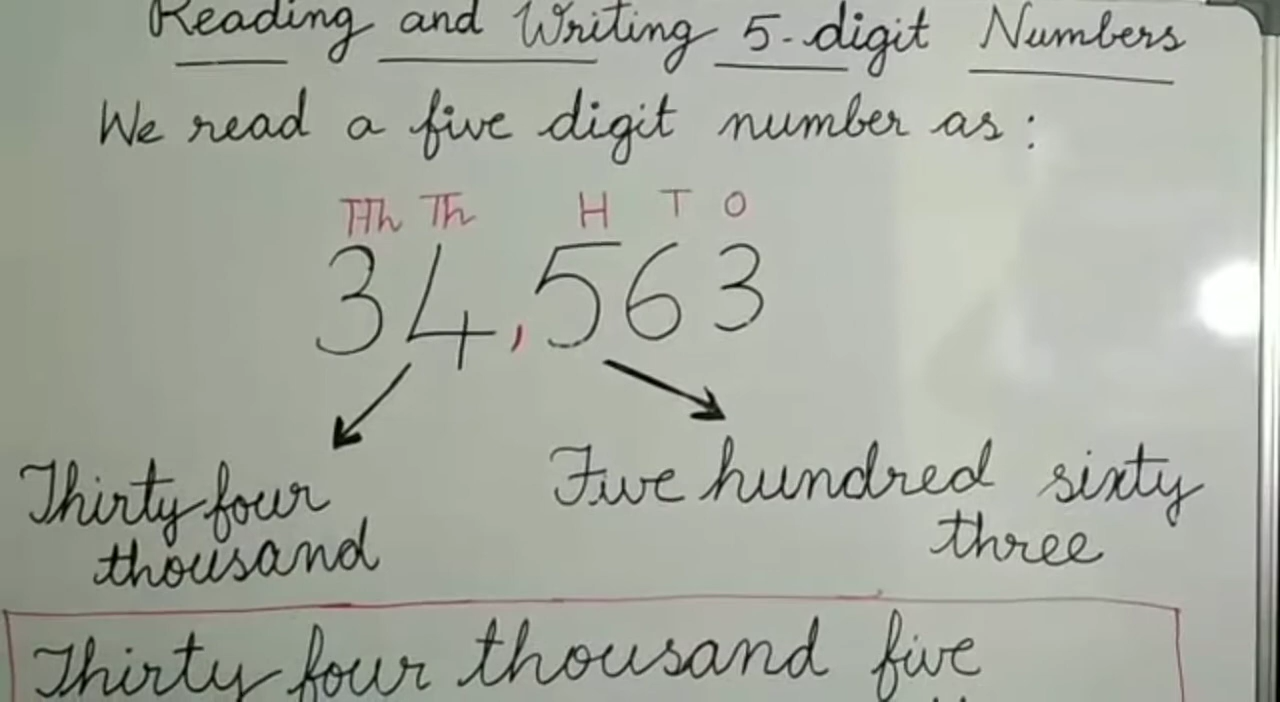 Reading and Writing 5-digit Numbers
We read a five digit number as:
TTh Th H T O
34,563
Thirty four
thousand
Five hundred sixty
three
Thirty four thousand five